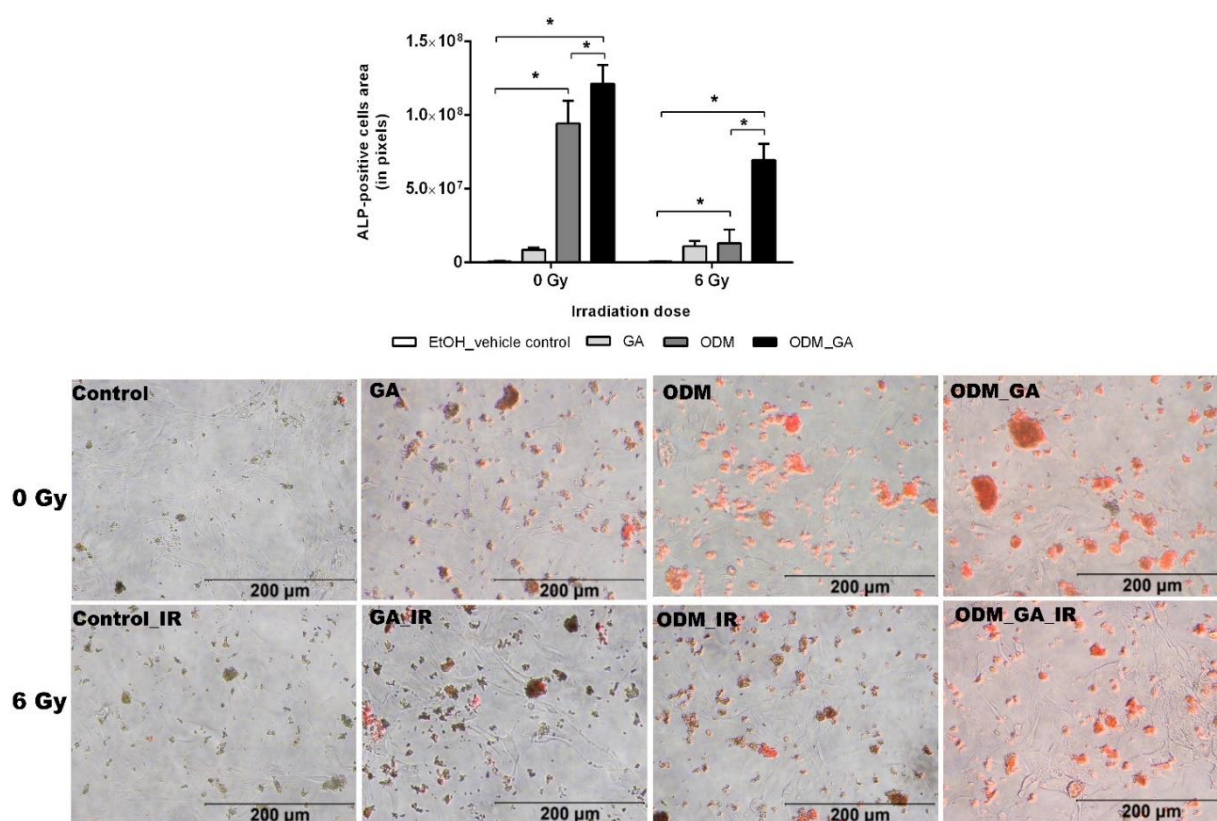 *
*
*
*
*
*
1.5×10⁸
1.0×10⁸
5.0×10⁷
0
ALP-positive cells area
(in pixels)
0 Gy
6 Gy
Irradiation dose
EtOH_vehicle control
GA
ODM
ODM_GA
Control
GA
ODM
ODM_GA
0 Gy
200 µm
200 µm
200 µm
200 µm
Control_IR
GA_IR
ODM_IR
ODM_GA_IR
6 Gy
200 µm
200 µm
200 µm
200 µm